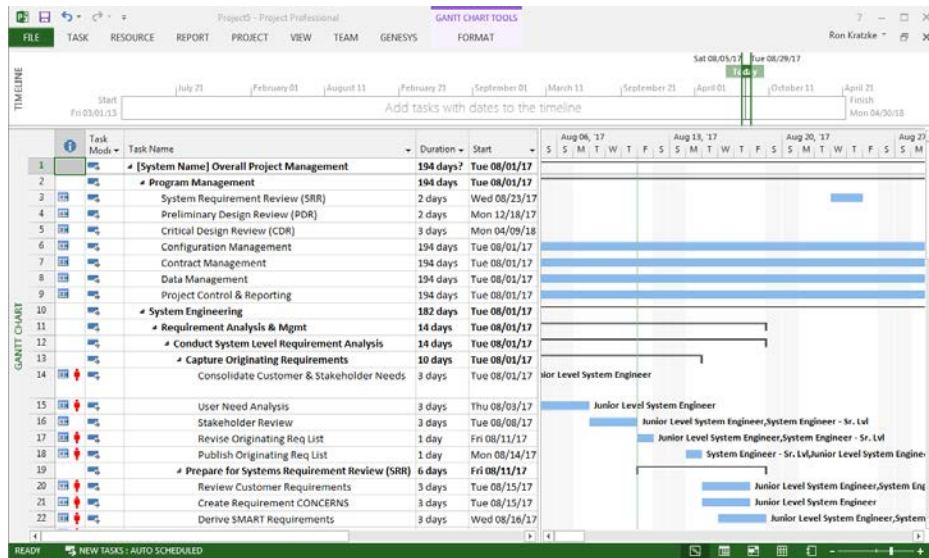 Project5 - Project Professional
GANTT CHART TOOLS
FILE TASK RESOURCE REPORT PROJECT VIEW TEAM GENESYS FORMAT
Ron Kratzke
TIMELINE
Sat 08/05/17 Tue 08/29/17
Today
July 21 February 01 August 11 February 21 September 01 March 11 September 21 April 01 October 11 April 21
Start
Fri 03/01/13
Add tasks with dates to the timeline
Finish
Mon 04/30/18
GANTT CHART
Task Mode Task Name Duration Start
Aug 06, '17 Aug 13, '17 Aug 20, '17 Aug 27
S S M T W T F S S M T W T F S S M T W T F S S M
1 [System Name] Overall Project Management 194 days? Tue 08/01/17
2 Program Management 194 days Tue 08/01/17
3 System Requirement Review (SRR) 2 days Wed 08/23/17
4 Preliminary Design Review (PDR) 2 days Mon 12/18/17
5 Critical Design Review (CDR) 3 days Mon 04/09/18
6 Configuration Management 194 days Tue 08/01/17
7 Contract Management 194 days Tue 08/01/17
8 Data Management 194 days Tue 08/01/17
9 Project Control & Reporting 194 days Tue 08/01/17
10 System Engineering 182 days Tue 08/01/17
11 Requirement Analysis & Mgmt 14 days Tue 08/01/17
12 Conduct System Level Requirement Analysis 14 days Tue 08/01/17
13 Capture Originating Requirements 10 days Tue 08/01/17
14 Consolidate Customer & Stakeholder Needs 3 days Tue 08/01/17 ior Level System Engineer
15 User Need Analysis 3 days Thu 08/03/17 Junior Level System Engineer
16 Stakeholder Review 3 days Tue 08/08/17 Junior Level System Engineer,System Engineer - Sr. Lvl
17 Revise Originating Req List 1 day Fri 08/11/17 Junior Level System Engineer,System Engineer - Sr. Lvl
18 Publish Originating Req List 1 day Mon 08/14/17 System Engineer - Sr. Lvl,Junior Level System Engine
19 Prepare for Systems Requirement Review (SRR) 6 days Fri 08/11/17
20 Review Customer Requirements 3 days Tue 08/15/17 Junior Level System Engineer,System Eng
21 Create Requirement CONCERNS 3 days Tue 08/15/17 Junior Level System Engineer
22 Derive SMART Requirements 3 days Wed 08/16/17 Junior Level System Engineer,System
READY NEW TASKS : AUTO SCHEDULED